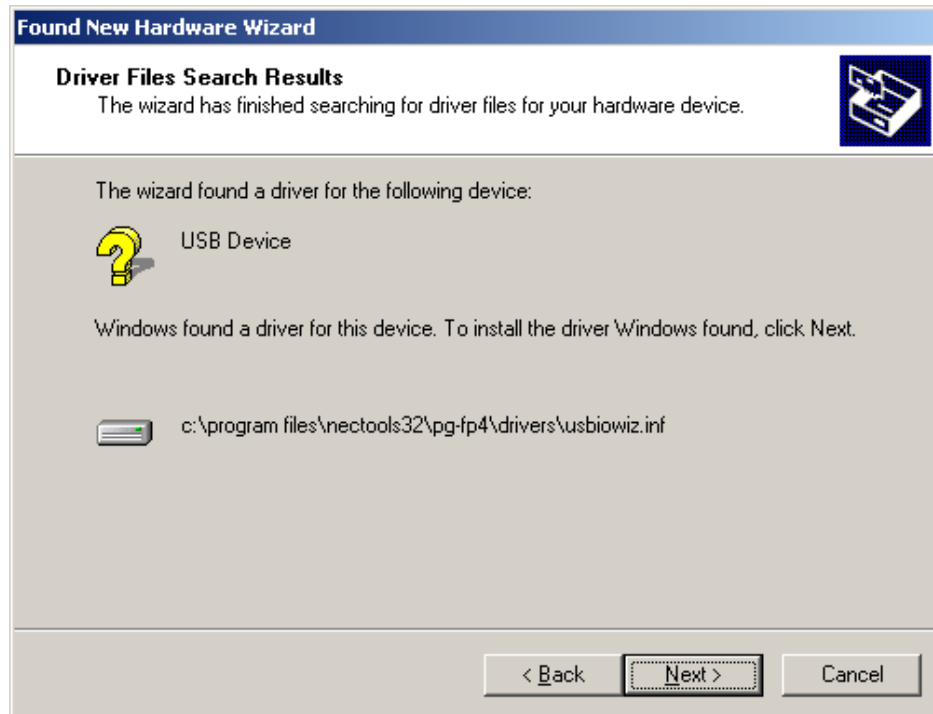 Found New Hardware Wizard
Driver Files Search Results
The wizard has finished searching for driver files for your hardware device.
The wizard found a driver for the following device:
USB Device
Windows found a driver for this device. To install the driver Windows found, click Next.
c:\program files\nectools32\pg-fp4\drivers\usbiowiz.inf
< Back Next > Cancel